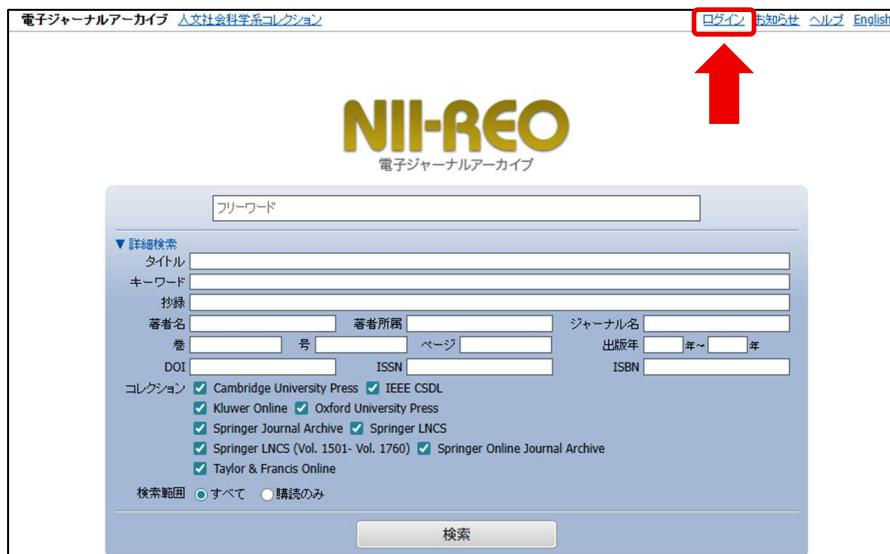 電子ジャーナルアーカイブ 人文社会科学系コレクション ログイン お知らせ ヘルプ English
NII-REO
電子ジャーナルアーカイブ
フリーワード
▼詳細検索
タイトル
キーワード
抄録
著者名 著者所属 ジャーナル名
巻 号 ページ 出版年 年~ 年
DOI ISSN ISBN
コレクション Cambridge University Press IEEE CSDL
Kluwer Online Oxford University Press
Springer Journal Archive Springer LNCS
Springer LNCS (Vol. 1501- Vol. 1760) Springer Online Journal Archive
Taylor & Francis Online
検索範囲 すべて 購読のみ
検索